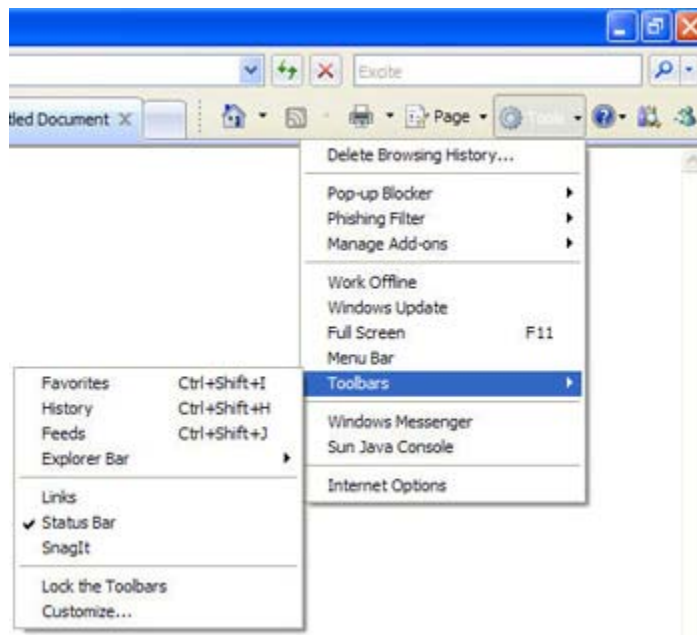 Excite
tled Document X
Page
Tools
Delete Browsing History...
Pop-up Blocker
Phishing Filter
Manage Add-ons
Work Offline
Windows Update
Full Screen F11
Menu Bar
Toolbars
Windows Messenger
Sun Java Console
Internet Options
Favorites Ctrl+Shift+I
History Ctrl+Shift+H
Feeds Ctrl+Shift+J
Explorer Bar
Links
Status Bar
SnagIt
Lock the Toolbars
Customize...